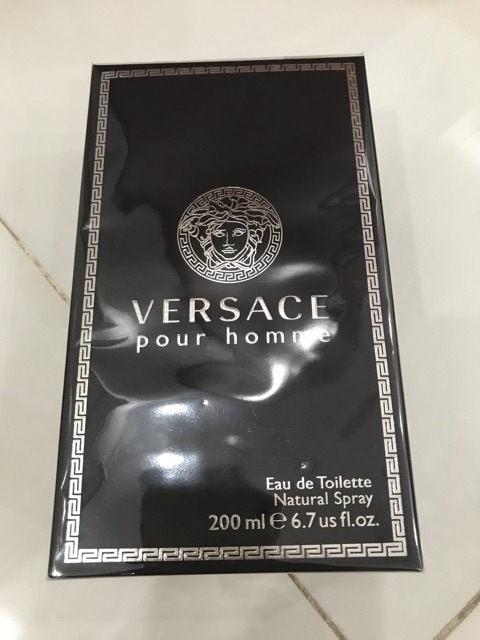 VERSACE
pour homme
Eau de Toilette
Natural Spray
200 ml ℮ 6.7 us fl.oz.